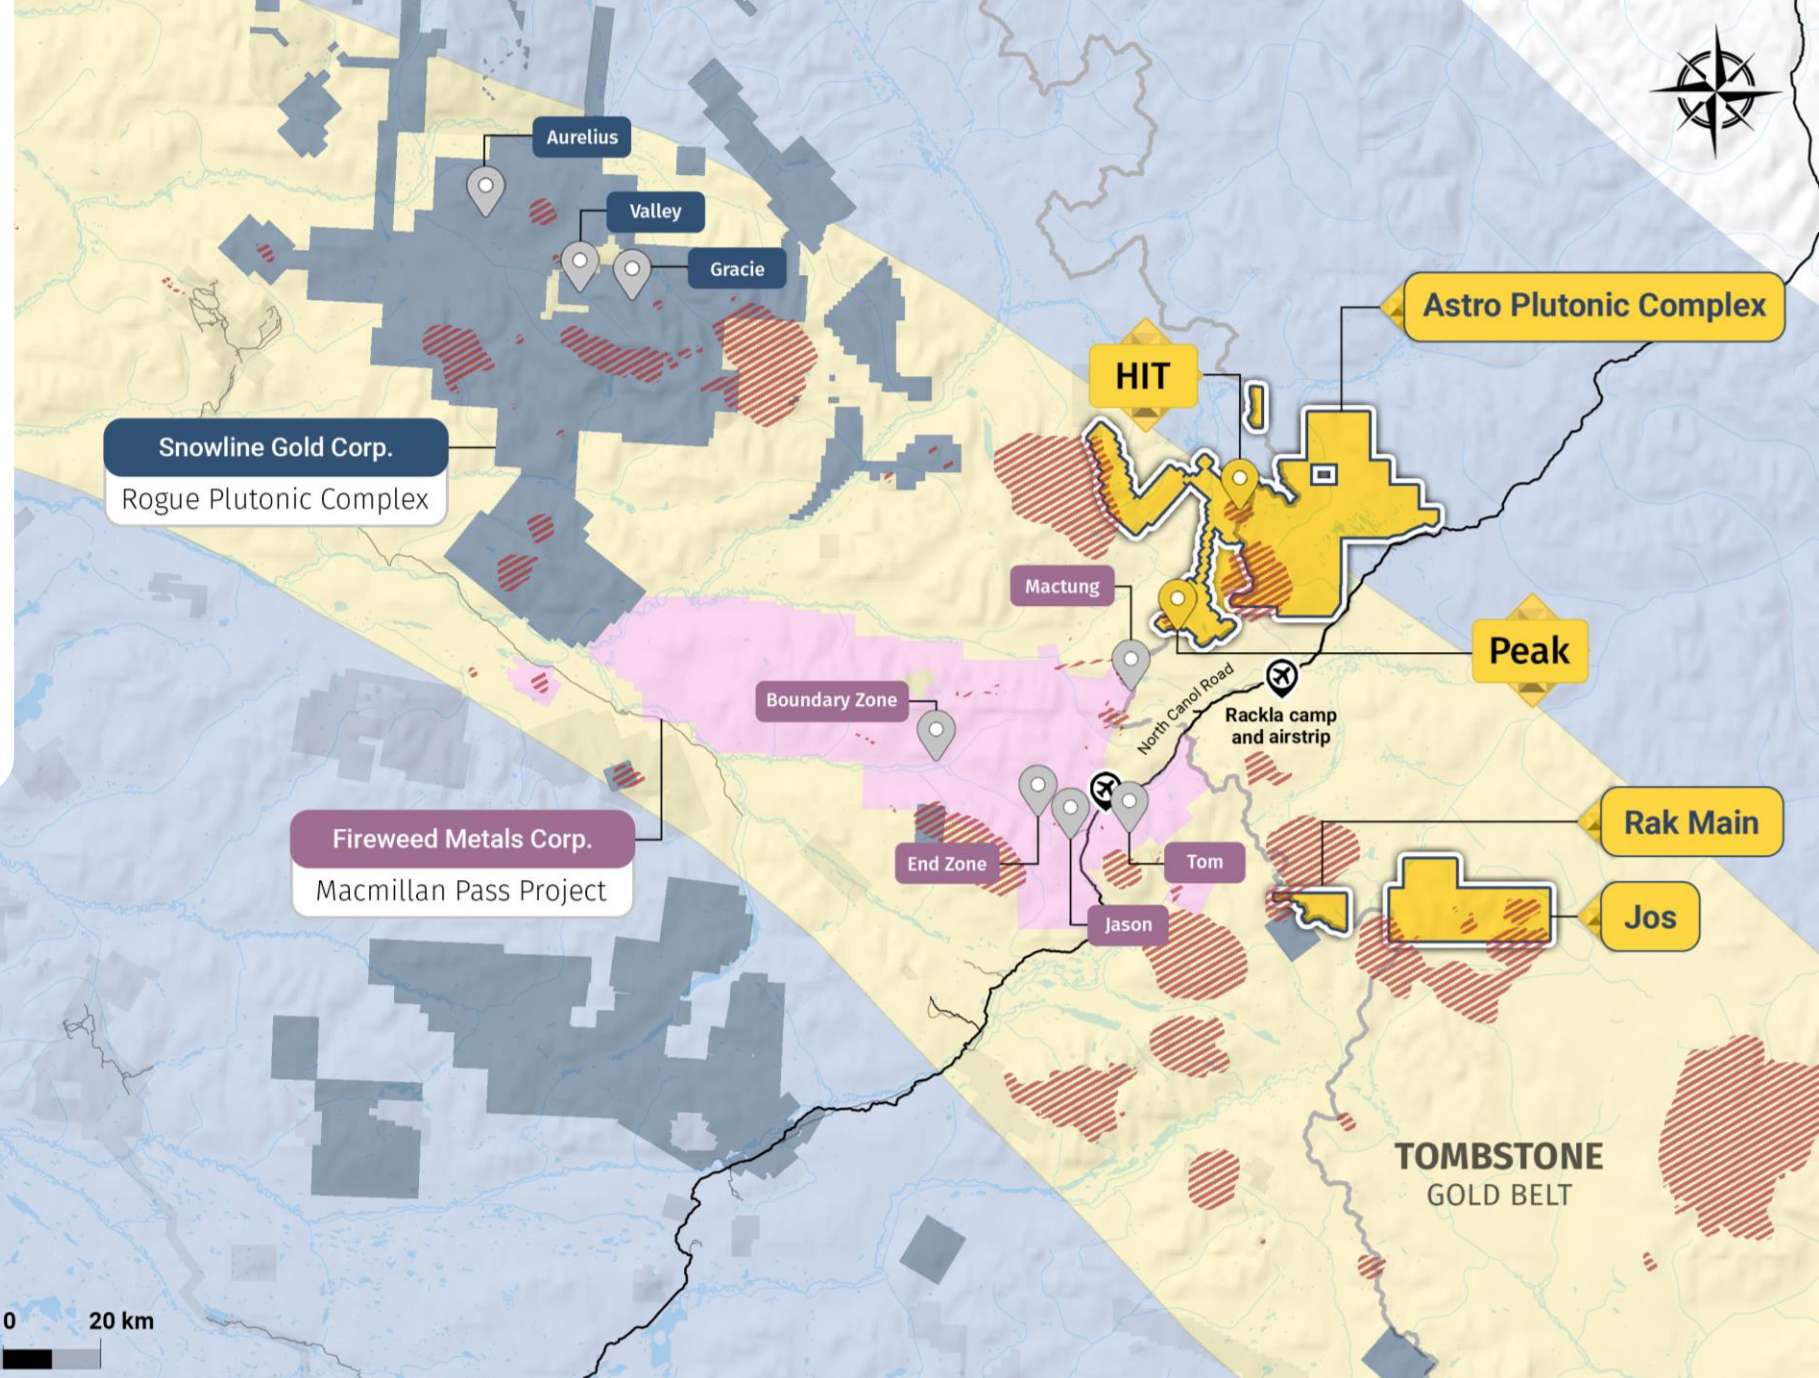 Aurelius
Valley
Gracie
Astro Plutonic Complex
HIT
Snowline Gold Corp.
Rogue Plutonic Complex
Mactung
Peak
Boundary Zone
North Canol Road
Rackla camp
and airstrip
Fireweed Metals Corp.
Macmillan Pass Project
End Zone
Tom
Jason
Rak Main
Jos
TOMBSTONE
GOLD BELT
0 20 km